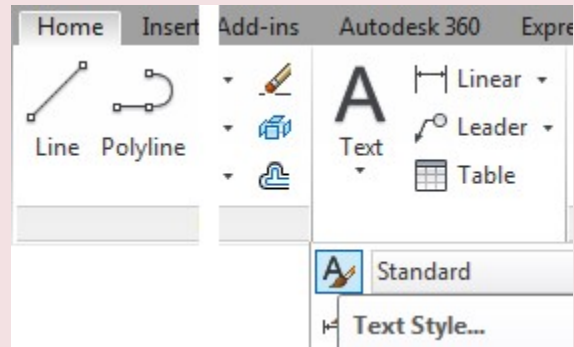 Home Insert Add-ins Autodesk 360 Expre
Linear
Leader
Line Polyline Text
Table
Standard
Text Style...